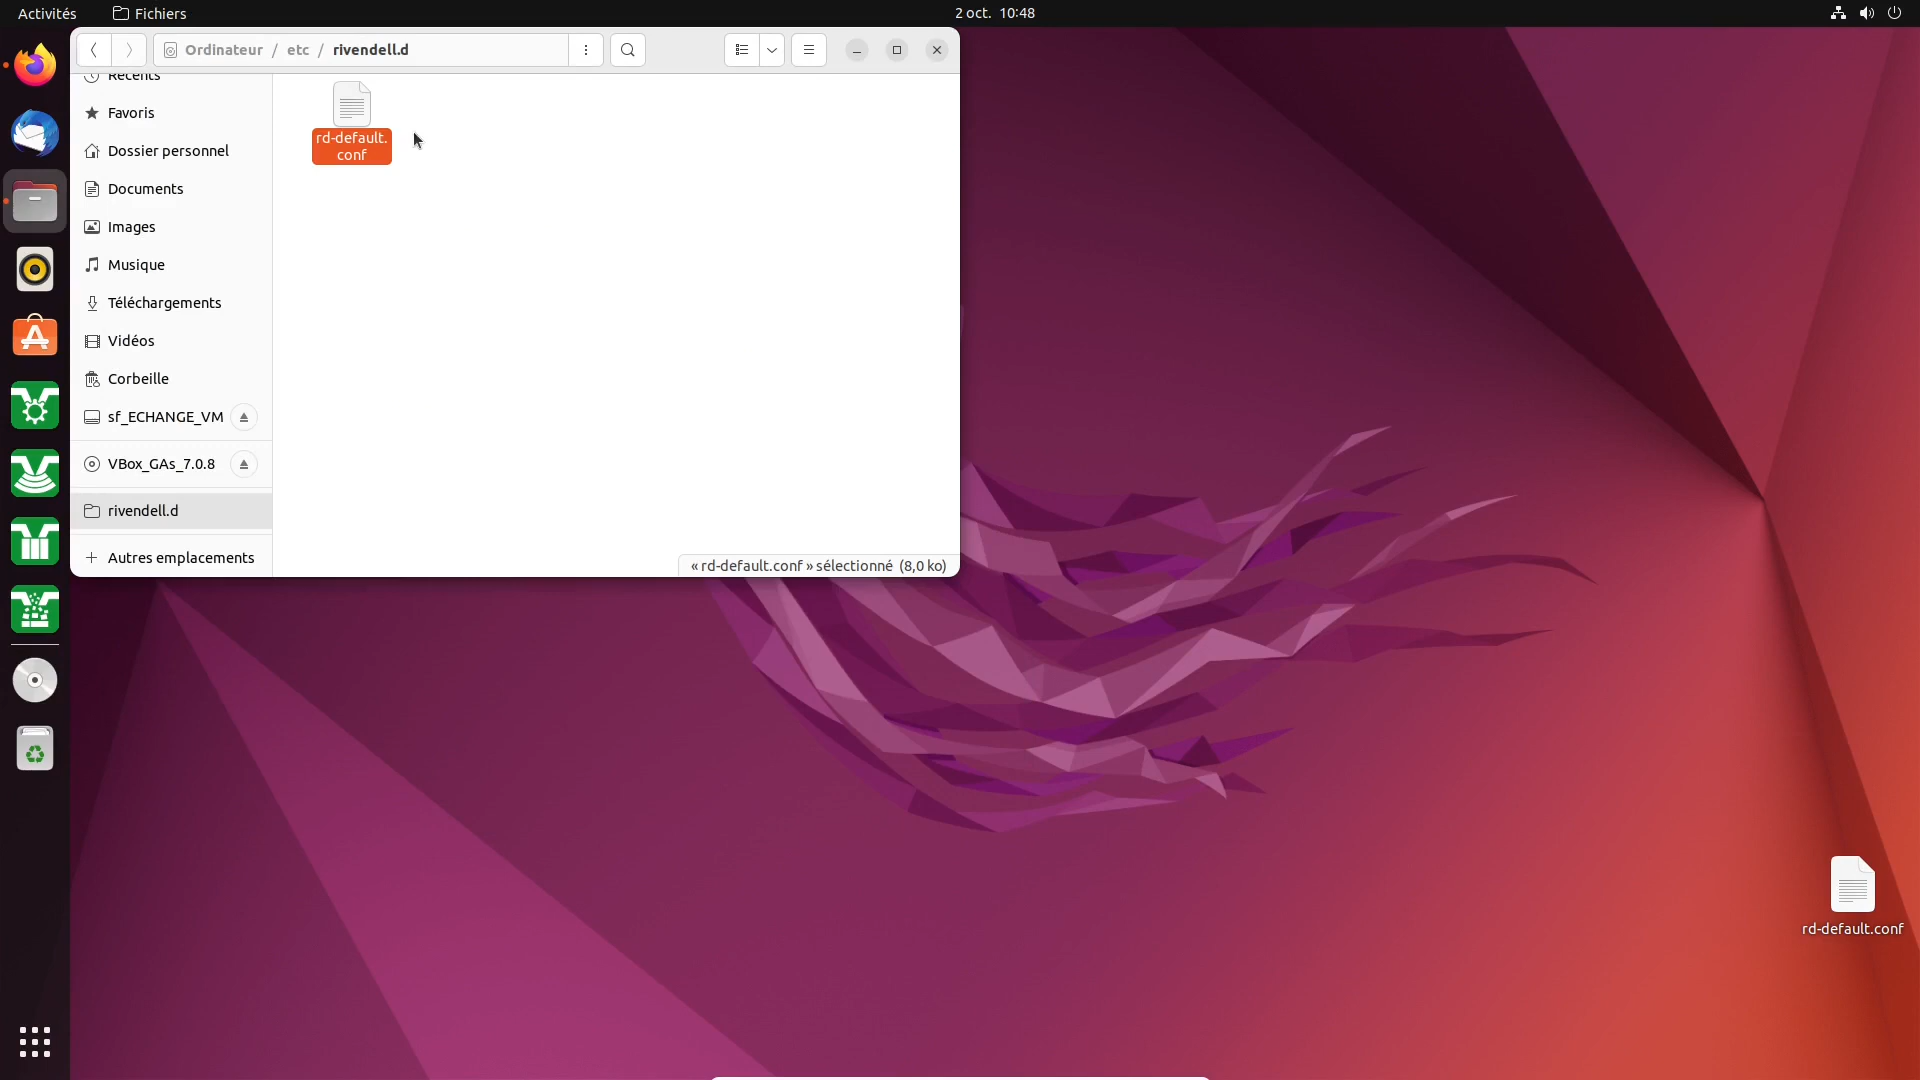 Activités
Fichiers
2 oct. 10:48
Ordinateur / etc / rivendell.d
Récents
Favoris
Dossier personnel
Documents
Images
Musique
Téléchargements
Vidéos
Corbeille
sf_ECHANGE_VM
VBox_GAs_7.0.8
rivendell.d
Autres emplacements
rd-default.
conf
« rd-default.conf » sélectionné (8,0 ko)
rd-default.conf